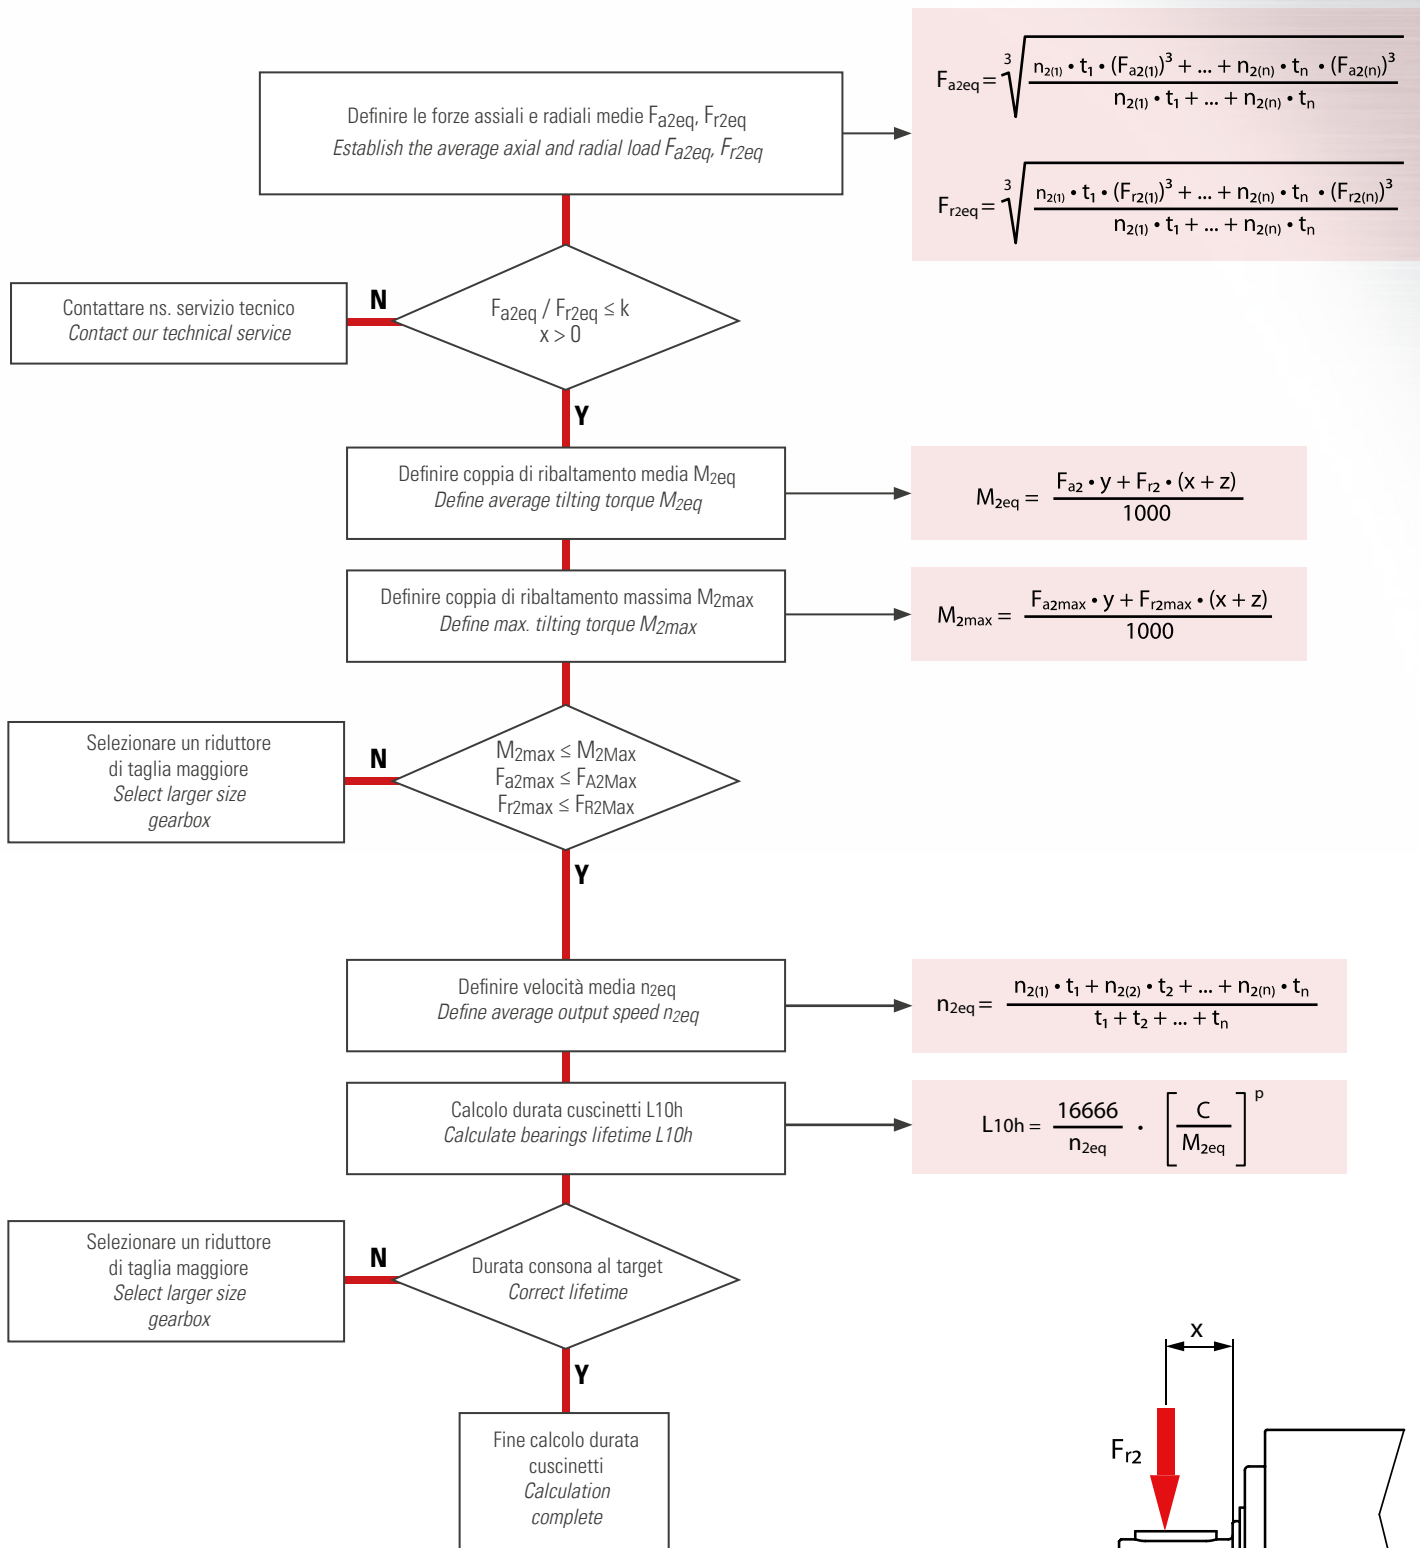 Definire le forze assiali e radiali medie Fa2eq, Fr2eq
Establish the average axial and radial load Fa2eq, Fr2eq
Fa2eq = ∛ n2(1) • t1 • (Fa2(1))³ + ... + n2(n) • tn • (Fa2(n))³
n2(1) • t1 + ... + n2(n) • tn
Fr2eq = ∛ n2(1) • t1 • (Fr2(1))³ + ... + n2(n) • tn • (Fr2(n))³
n2(1) • t1 + ... + n2(n) • tn
Contattare ns. servizio tecnico
Contact our technical service
N
Fa2eq / Fr2eq ≤ k
x > 0
Y
Definire coppia di ribaltamento media M2eq
Define average tilting torque M2eq
M2eq = Fa2 • y + Fr2 • (x + z)
1000
Definire coppia di ribaltamento massima M2max
Define max. tilting torque M2max
M2max = Fa2max • y + Fr2max • (x + z)
1000
Selezionare un riduttore
di taglia maggiore
Select larger size
gearbox
N
M2max ≤ M2Max
Fa2max ≤ FA2Max
Fr2max ≤ FR2Max
Y
Definire velocità media n2eq
Define average output speed n2eq
n2eq = n2(1) • t1 + n2(2) • t2 + ... + n2(n) • tn
t1 + t2 + ... + tn
Calcolo durata cuscinetti L10h
Calculate bearings lifetime L10h
L10h = 16666 • [ C ] p
n2eq M2eq
Selezionare un riduttore
di taglia maggiore
Select larger size
gearbox
N
Durata consona al target
Correct lifetime
Y
Fine calcolo durata
cuscinetti
Calculation
complete
x
Fr2